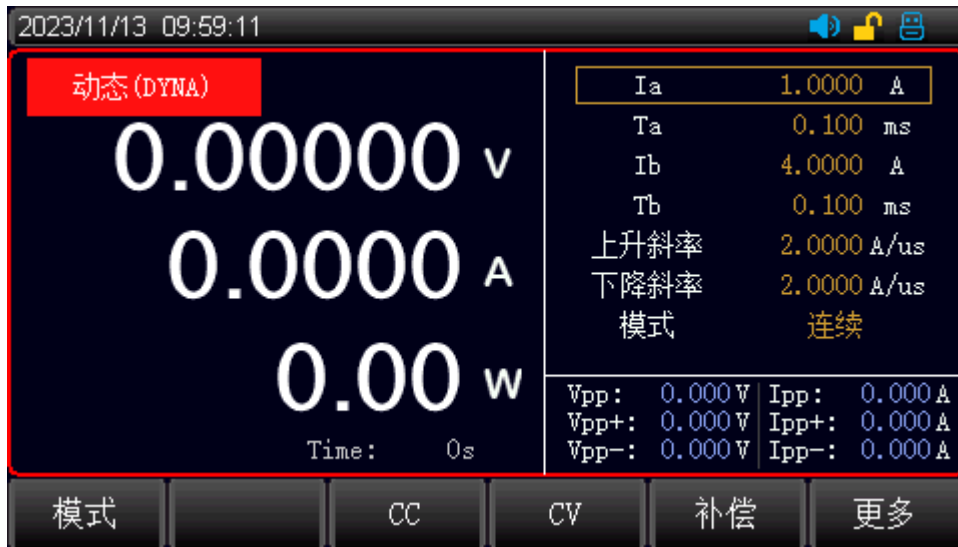 2023/11/13 09:59:11
动态(DYNA)
0.00000 V
0.0000 A
0.00 W
Time: 0s
Ia 1.0000 A
Ta 0.100 ms
Ib 4.0000 A
Tb 0.100 ms
上升斜率 2.0000 A/us
下降斜率 2.0000 A/us
模式 连续
Vpp: 0.000 V Ipp: 0.000 A
Vpp+: 0.000 V Ipp+: 0.000 A
Vpp-: 0.000 V Ipp-: 0.000 A
模式 CC CV 补偿 更多